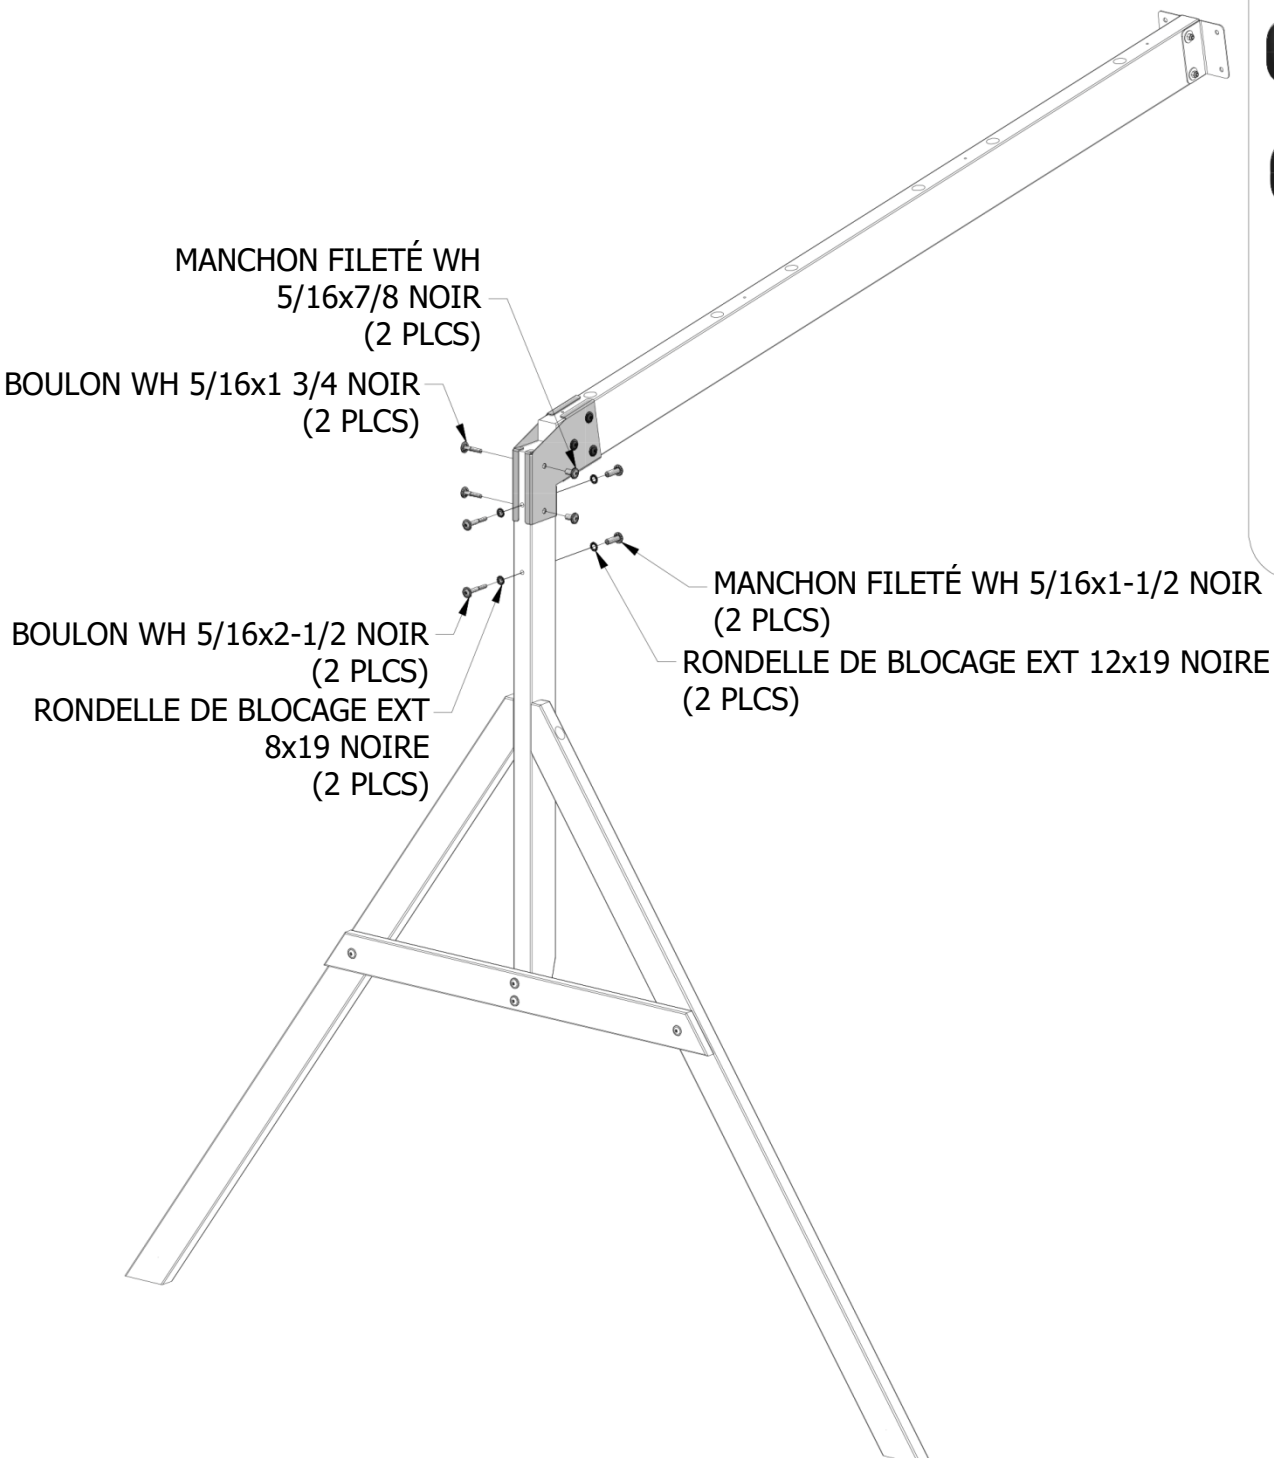 MANCHON FILETÉ WH
5/16x7/8 NOIR
(2 PLCS)
BOULON WH 5/16x1 3/4 NOIR
(2 PLCS)
MANCHON FILETÉ WH 5/16x1-1/2 NOIR
(2 PLCS)
BOULON WH 5/16x2-1/2 NOIR
(2 PLCS)
RONDELLE DE BLOCAGE EXT 12x19 NOIRE
(2 PLCS)
RONDELLE DE BLOCAGE EXT
8x19 NOIRE
(2 PLCS)